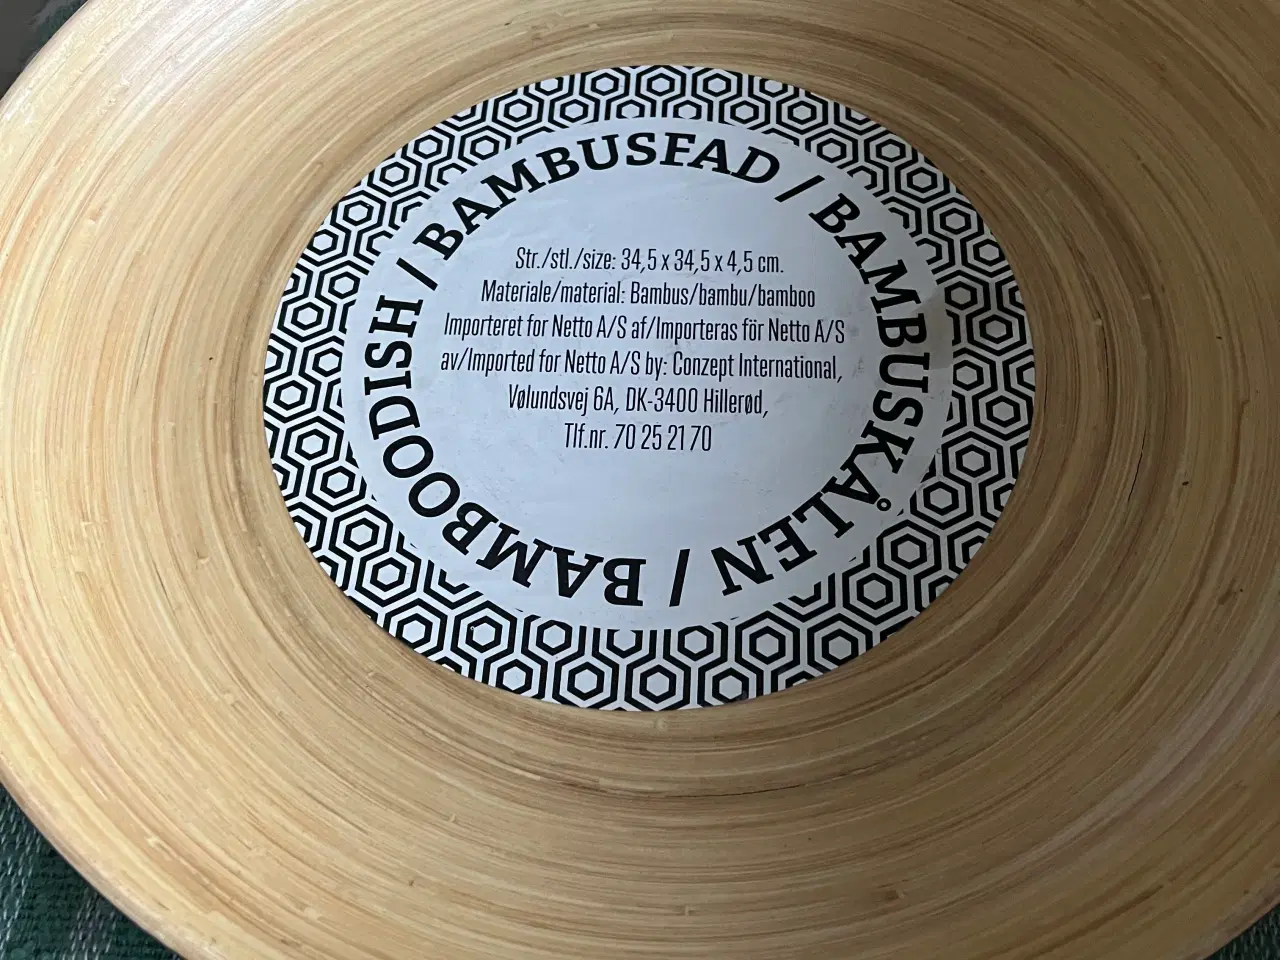 BAMBUSFAD / BAMBUSKÅLEN / BAMBOODISH /
Str./stl./size: 34,5 x 34,5 x 4,5 cm.
Materiale/material: Bambus/bambu/bamboo
Importeret for Netto A/S af/Importeras för Netto A/S
av/Imported for Netto A/S by: Conzept International,
Vølundsvej 6A, DK-3400 Hillerød,
Tlf.nr. 70 25 21 70